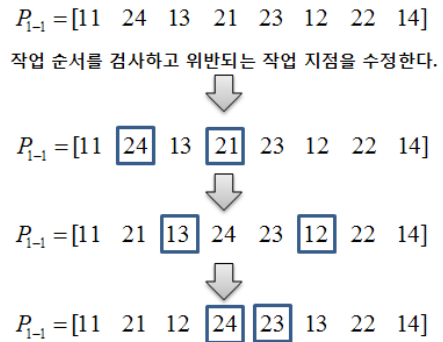 P₁₋₁ = [11 24 13 21 23 12 22 14]
작업 순서를 검사하고 위반되는 작업 지점을 수정한다.
P₁₋₁ = [11 24 13 21 23 12 22 14]
P₁₋₁ = [11 21 13 24 23 12 22 14]
P₁₋₁ = [11 21 12 24 23 13 22 14]